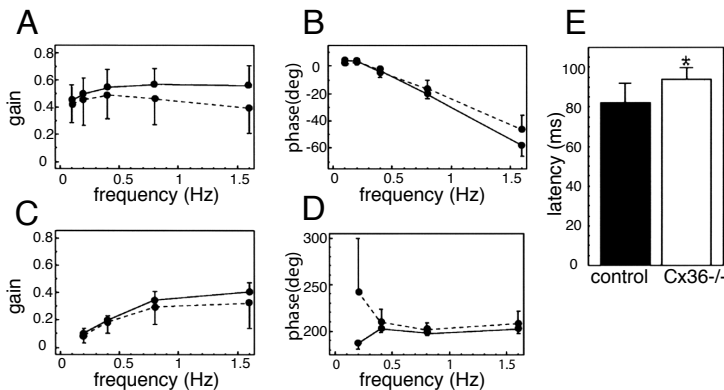 A
0.8
0.6
0.4
0.2
0
gain
0 0.5 1 1.5
frequency (Hz)
B
0
-20
-40
-60
phase(deg)
0 0.5 1 1.5
frequency (Hz)
C
0.8
0.6
0.4
0.2
0
gain
0 0.5 1 1.5
frequency (Hz)
D
300
250
200
phase(deg)
0 0.5 1 1.5
frequency (Hz)
E
100
80
60
40
20
0
latency (ms)
*
control Cx36-/-